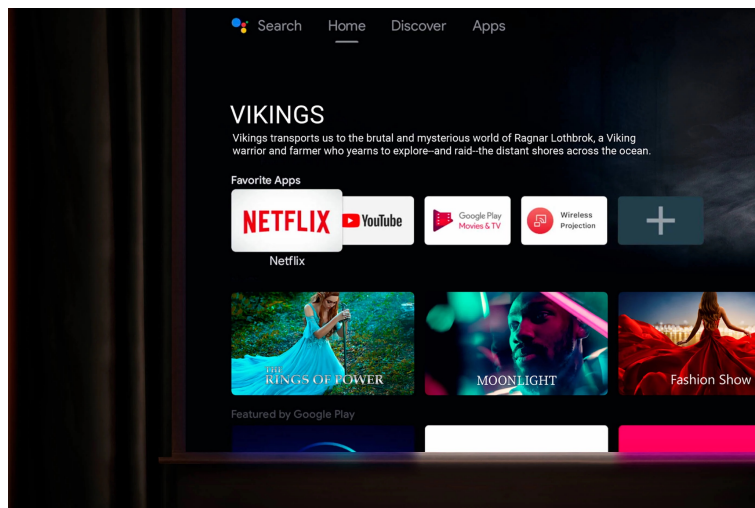 Search Home Discover Apps
VIKINGS
Vikings transports us to the brutal and mysterious world of Ragnar Lothbrok, a Viking
warrior and farmer who yearns to explore--and raid--the distant shores across the ocean.
Favorite Apps
NETFLIX
YouTube
Google Play
Movies & TV
Wireless
Projection
Netflix
THE
RINGS OF POWER
MOONLIGHT
Fashion Show
Featured by Google Play